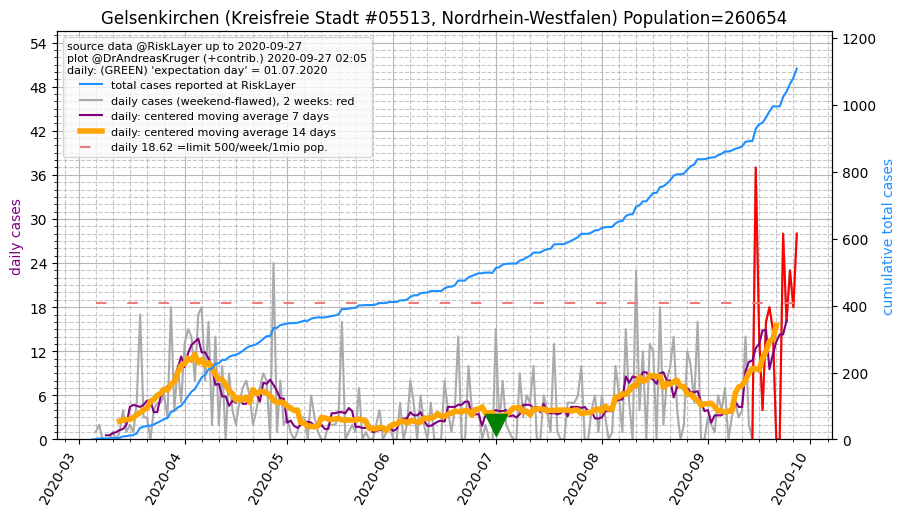 Gelsenkirchen (Kreisfreie Stadt #05513, Nordrhein-Westfalen) Population=260654
source data @RiskLayer up to 2020-09-27
plot @DrAndreasKruger (+contrib.) 2020-09-27 02:05
daily: (GREEN) 'expectation day' = 01.07.2020
total cases reported at RiskLayer
daily cases (weekend-flawed), 2 weeks: red
daily: centered moving average 7 days
daily: centered moving average 14 days
daily 18.62 =limit 500/week/1mio pop.
daily cases
54
48
42
36
30
24
18
12
6
0
cumulative total cases
1200
1000
800
600
400
200
0
2020-03
2020-04
2020-05
2020-06
2020-07
2020-08
2020-09
2020-10